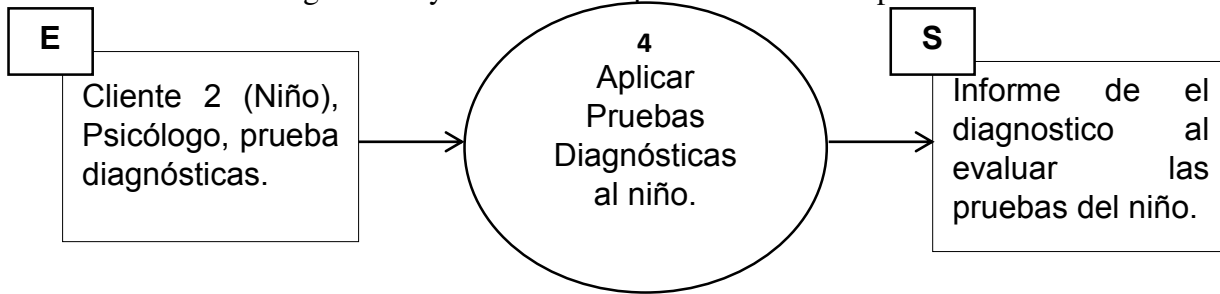 E
Cliente 2 (Niño),
Psicólogo, prueba
diagnósticas.
4
Aplicar
Pruebas
Diagnósticas
al niño.
S
Informe de el
diagnostico al
evaluar las
pruebas del niño.